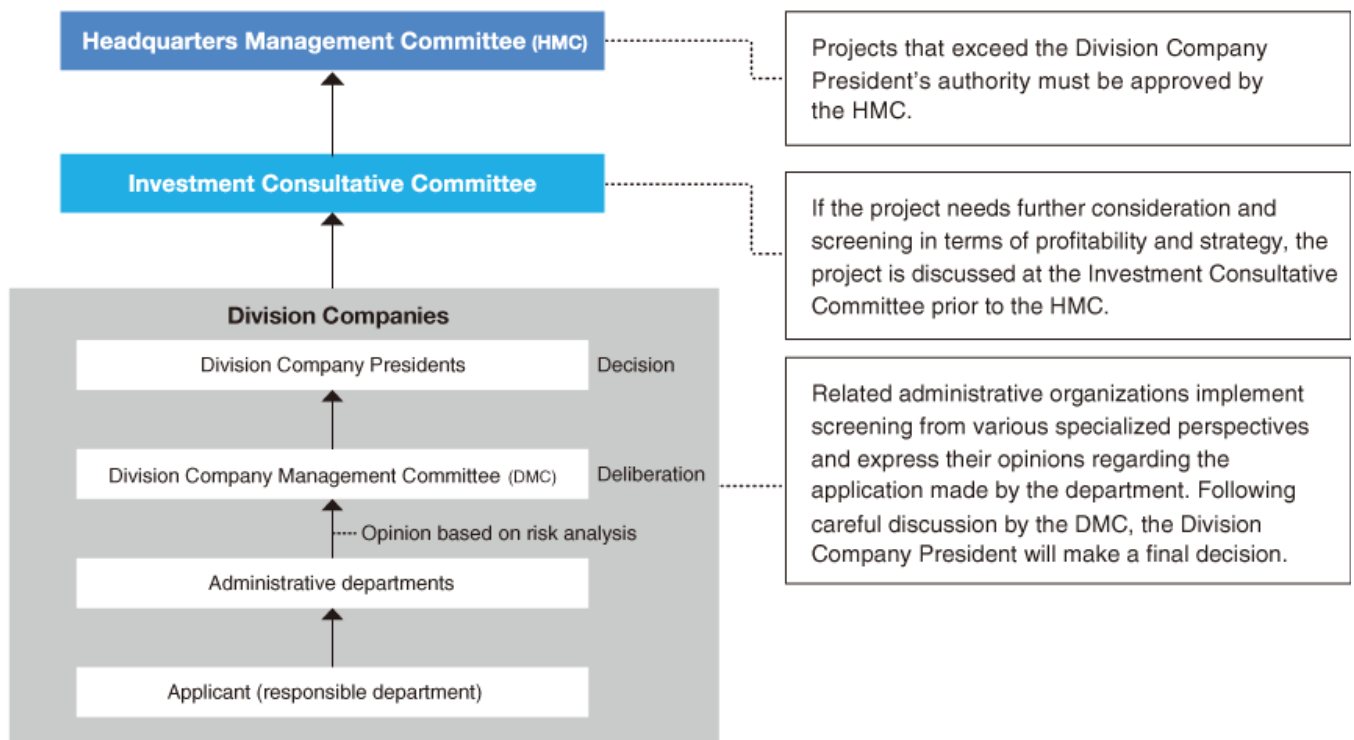 Headquarters Management Committee (HMC)
Projects that exceed the Division Company
President's authority must be approved by
the HMC.
Investment Consultative Committee
If the project needs further consideration and
screening in terms of profitability and strategy, the
project is discussed at the Investment Consultative
Committee prior to the HMC.
Division Companies
Division Company Presidents
Decision
Division Company Management Committee (DMC)
Deliberation
Opinion based on risk analysis
Administrative departments
Applicant (responsible department)
Related administrative organizations implement
screening from various specialized perspectives
and express their opinions regarding the
application made by the department. Following
careful discussion by the DMC, the Division
Company President will make a final decision.